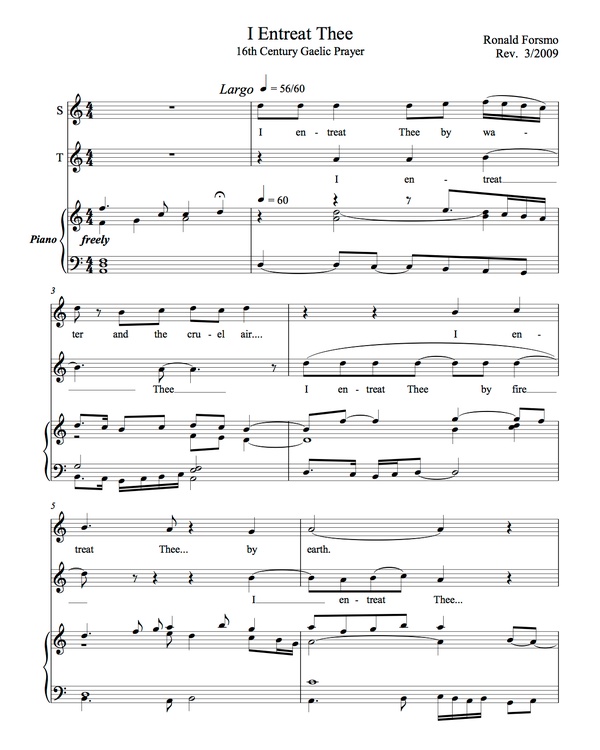 I Entreat Thee
16th Century Gaelic Prayer
Ronald Forsmo
Rev. 3/2009
Largo ♩ = 56/60
S
I en - treat Thee by wa -
T
I en - treat
♩ = 60
Piano
freely
3
ter and the cru - el air.... I en -
Thee I en - treat Thee by fire
5
treat Thee... by earth.
I en - treat Thee...